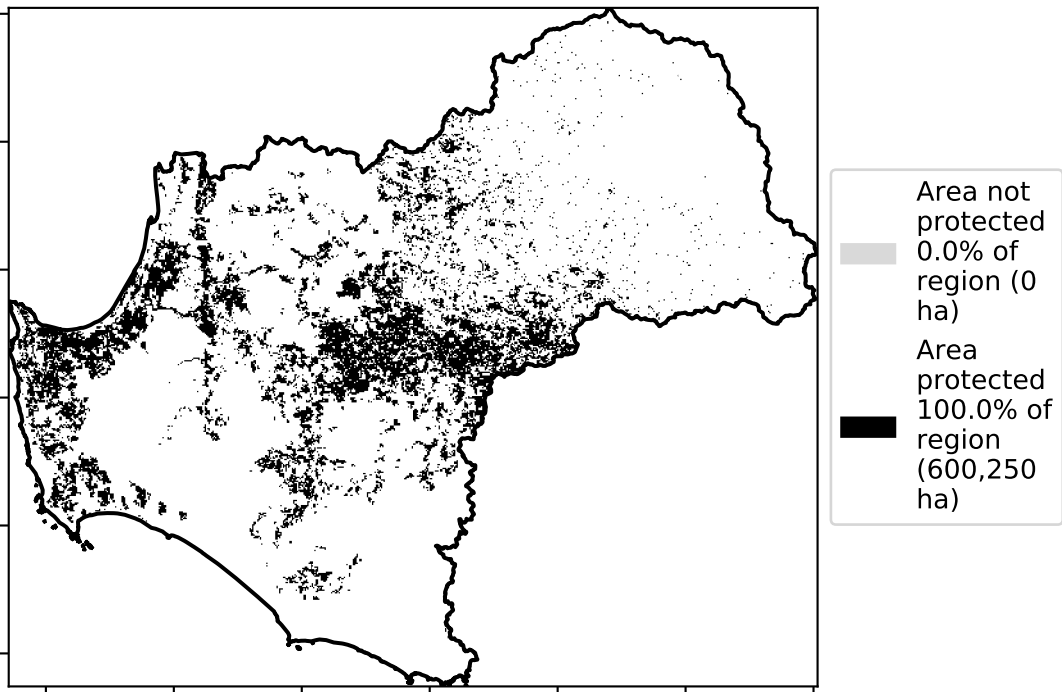 Area not
protected
0.0% of
region (0
ha)
Area
protected
100.0% of
region
(600,250
ha)